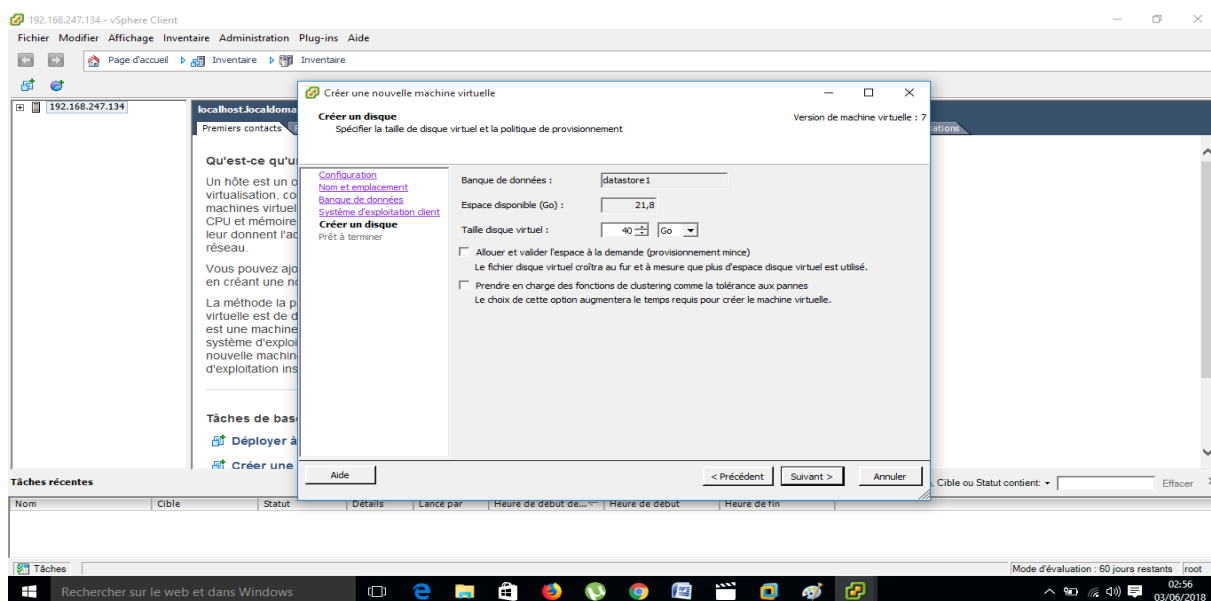 192.168.247.134 - vSphere Client
Fichier Modifier Affichage Inventaire Administration Plug-ins Aide
Page d'accueil Inventaire Inventaire
192.168.247.134
localhost.localdoma
Premiers contacts
ations
Qu'est-ce qu'u
Un hôte est un o
virtualisation, co
machines virtuel
CPU et mémoire
leur donnent l'ac
réseau.
Vous pouvez ajo
en créant une no
La méthode la p
virtuelle est de d
est une machine
système d'exploi
nouvelle machin
d'exploitation ins
Tâches de bas
Déployer à
Créer une
Créer une nouvelle machine virtuelle
Créer un disque
Spécifier la taille de disque virtuel et la politique de provisionnement
Version de machine virtuelle : 7
Configuration
Nom et emplacement
Banque de données
Système d'exploitation client
Créer un disque
Prêt à terminer
Banque de données : datastore1
Espace disponible (Go) : 21,8
Taille disque virtuel : 40 Go
Allouer et valider l'espace à la demande (provisionnement mince)
Le fichier disque virtuel croîtra au fur et à mesure que plus d'espace disque virtuel est utilisé.
Prendre en charge des fonctions de clustering comme la tolérance aux pannes
Le choix de cette option augmentera le temps requis pour créer le machine virtuelle.
Aide < Précédent Suivant > Annuler
Tâches récentes
, Cible ou Statut contient: Effacer
Nom Cible Statut Détails Lancé par Heure de début de... Heure de début Heure de fin
Tâches
Mode d'évaluation : 60 jours restants root
Rechercher sur le web et dans Windows
02:56
03/06/2018